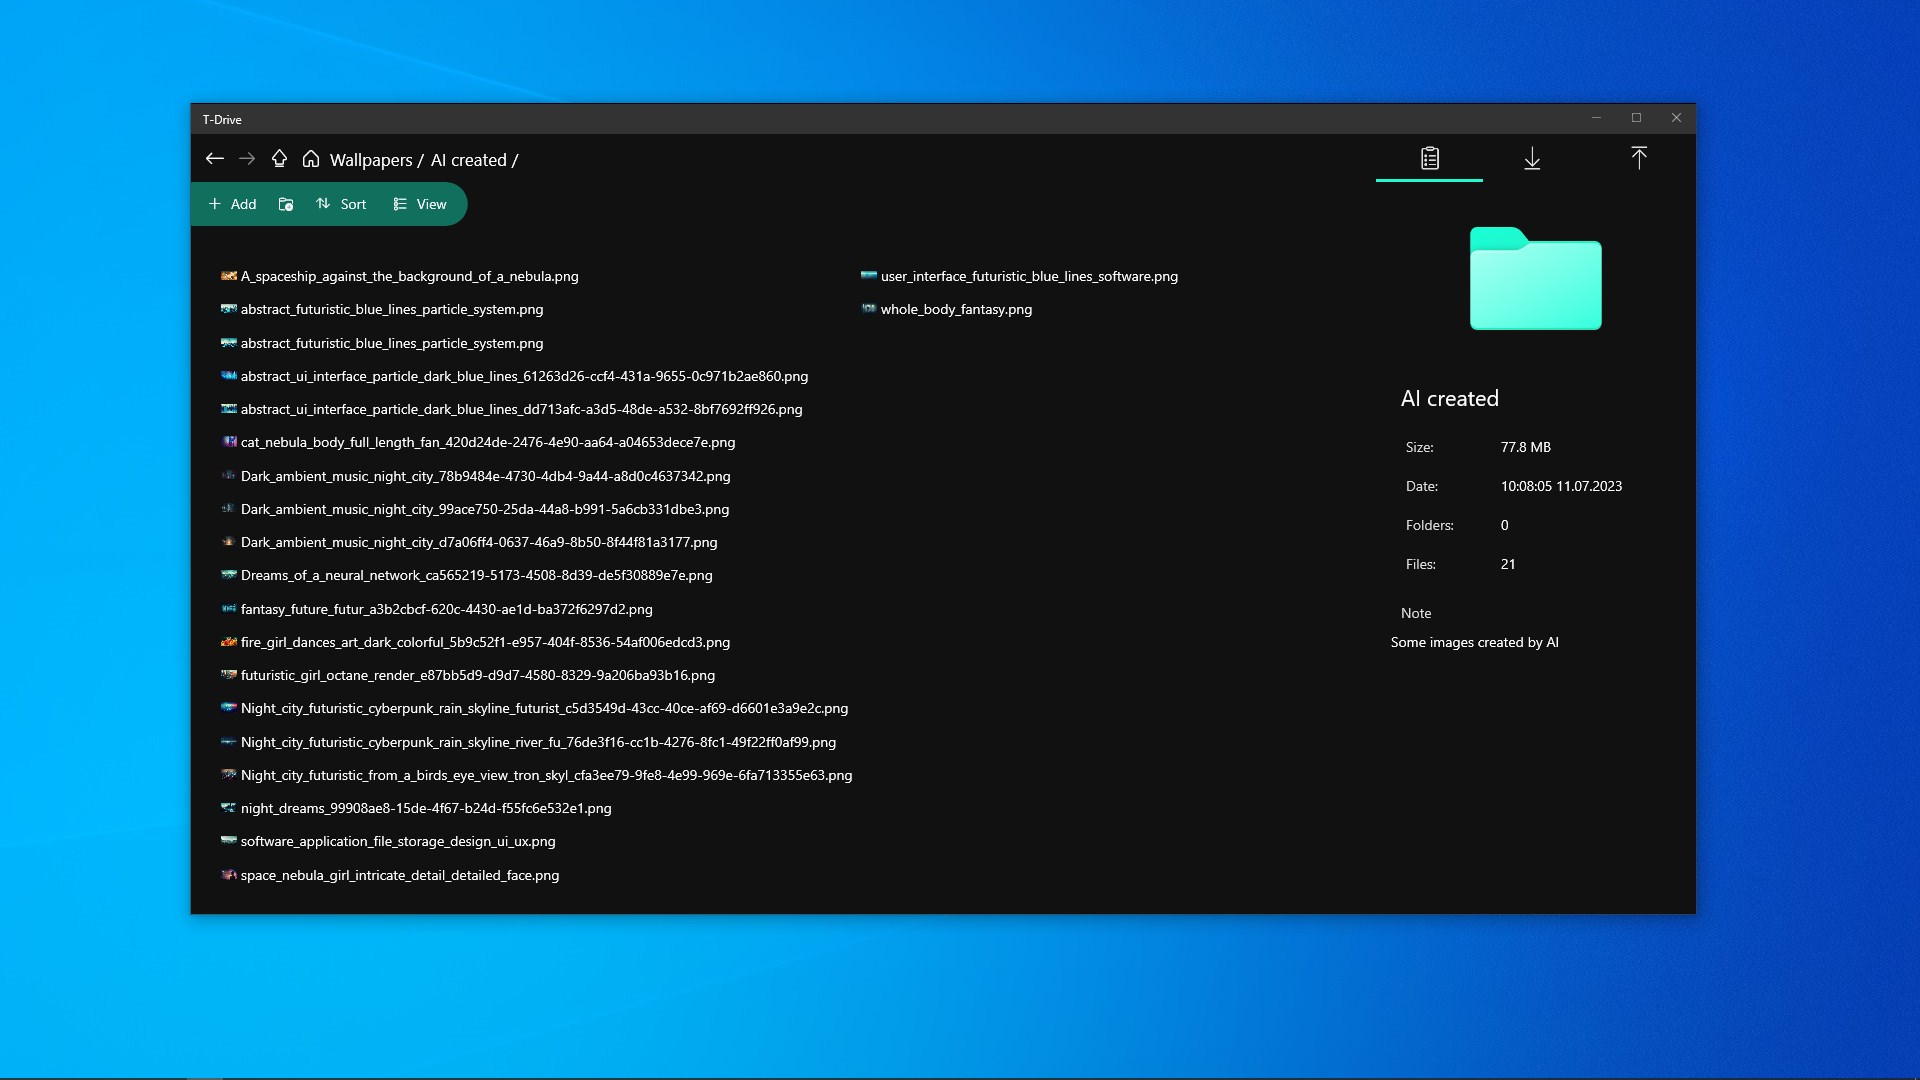 T-Drive
Wallpapers / AI created /
Add Sort View
A_spaceship_against_the_background_of_a_nebula.png
abstract_futuristic_blue_lines_particle_system.png
abstract_futuristic_blue_lines_particle_system.png
abstract_ui_interface_particle_dark_blue_lines_61263d26-ccf4-431a-9655-0c971b2ae860.png
abstract_ui_interface_particle_dark_blue_lines_dd713afc-a3d5-48de-a532-8bf7692ff926.png
cat_nebula_body_full_length_fan_420d24de-2476-4e90-aa64-a04653dece7e.png
Dark_ambient_music_night_city_78b9484e-4730-4db4-9a44-a8d0c4637342.png
Dark_ambient_music_night_city_99ace750-25da-44a8-b991-5a6cb331dbe3.png
Dark_ambient_music_night_city_d7a06ff4-0637-46a9-8b50-8f44f81a3177.png
Dreams_of_a_neural_network_ca565219-5173-4508-8d39-de5f30889e7e.png
fantasy_future_futur_a3b2cbcf-620c-4430-ae1d-ba372f6297d2.png
fire_girl_dances_art_dark_colorful_5b9c52f1-e957-404f-8536-54af006edcd3.png
futuristic_girl_octane_render_e87bb5d9-d9d7-4580-8329-9a206ba93b16.png
Night_city_futuristic_cyberpunk_rain_skyline_futurist_c5d3549d-43cc-40ce-af69-d6601e3a9e2c.png
Night_city_futuristic_cyberpunk_rain_skyline_river_fu_76de3f16-cc1b-4276-8fc1-49f22ff0af99.png
Night_city_futuristic_from_a_birds_eye_view_tron_skyl_cfa3ee79-9fe8-4e99-969e-6fa713355e63.png
night_dreams_99908ae8-15de-4f67-b24d-f55fc6e532e1.png
software_application_file_storage_design_ui_ux.png
space_nebula_girl_intricate_detail_detailed_face.png
user_interface_futuristic_blue_lines_software.png
whole_body_fantasy.png
AI created
Size: 77.8 MB
Date: 10:08:05 11.07.2023
Folders: 0
Files: 21
Note
Some images created by AI